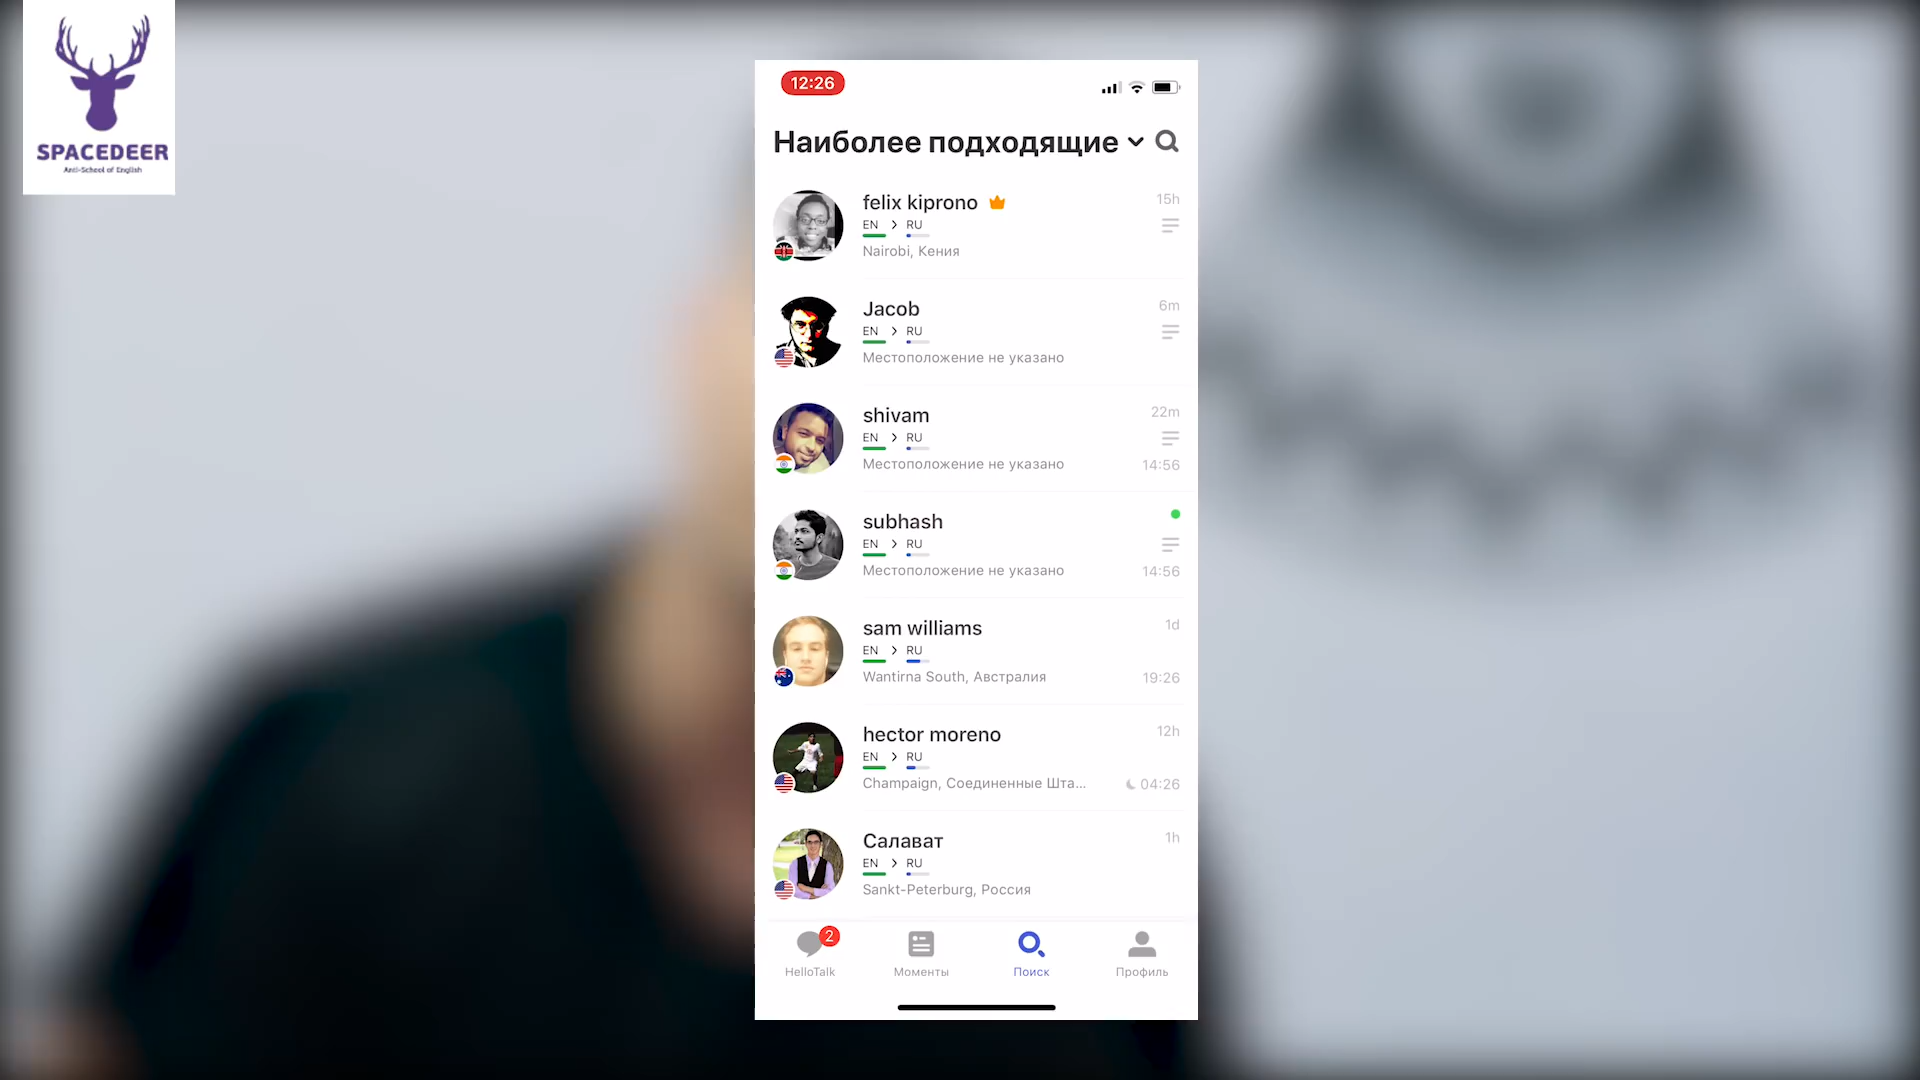 SPACEDEER
Anti-School of English
12:26
Наиболее подходящие
felix kiprono
15h
EN > RU
Nairobi, Кения
Jacob
6m
EN > RU
Местоположение не указано
shivam
22m
EN > RU
Местоположение не указано
14:56
subhash
EN > RU
Местоположение не указано
14:56
sam williams
1d
EN > RU
Wantirna South, Австралия
19:26
hector moreno
12h
EN > RU
Champaign, Соединенные Шта...
04:26
Салават
1h
EN > RU
Sankt-Peterburg, Россия
2
HelloTalk
Моменты
Поиск
Профиль